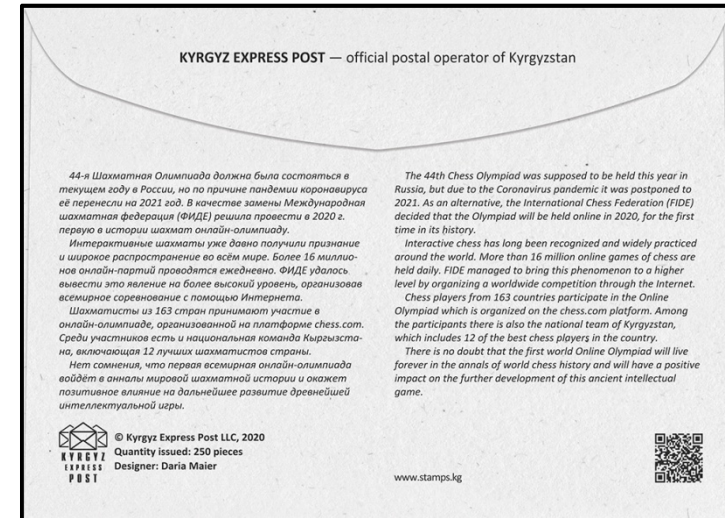 KYRGYZ EXPRESS POST — official postal operator of Kyrgyzstan
44-я Шахматная Олимпиада должна была состояться в
текущем году в России, но по причине пандемии коронавируса
её перенесли на 2021 год. В качестве замены Международная
шахматная федерация (ФИДЕ) решила провести в 2020 г.
первую в истории шахмат онлайн-олимпиаду.
Интерактивные шахматы уже давно получили признание
и широкое распространение во всём мире. Более 16 миллио-
нов онлайн-партий проводятся ежедневно. ФИДЕ удалось
вывести это явление на более высокий уровень, организовав
всемирное соревнование с помощью Интернета.
Шахматисты из 163 стран принимают участие в
онлайн-олимпиаде, организованной на платформе chess.com.
Среди участников есть и национальная команда Кыргызста-
на, включающая 12 лучших шахматистов страны.
Нет сомнения, что первая всемирная онлайн-олимпиада
войдёт в анналы мировой шахматной истории и окажет
позитивное влияние на дальнейшее развитие древнейшей
интеллектуальной игры.
The 44th Chess Olympiad was supposed to be held this year in
Russia, but due to the Coronavirus pandemic it was postponed to
2021. As an alternative, the International Chess Federation (FIDE)
decided that the Olympiad will be held online in 2020, for the first
time in its history.
Interactive chess has long been recognized and widely practiced
around the world. More than 16 million online games of chess are
held daily. FIDE managed to bring this phenomenon to a higher
level by organizing a worldwide competition through the Internet.
Chess players from 163 countries participate in the Online
Olympiad which is organized on the chess.com platform. Among
the participants there is also the national team of Kyrgyzstan,
which includes 12 of the best chess players in the country.
There is no doubt that the first world Online Olympiad will live
forever in the annals of world chess history and will have a positive
impact on the further development of this ancient intellectual
game.
KYRGYZ
EXPRESS
POST
© Kyrgyz Express Post LLC, 2020
Quantity issued: 250 pieces
Designer: Daria Maier
www.stamps.kg